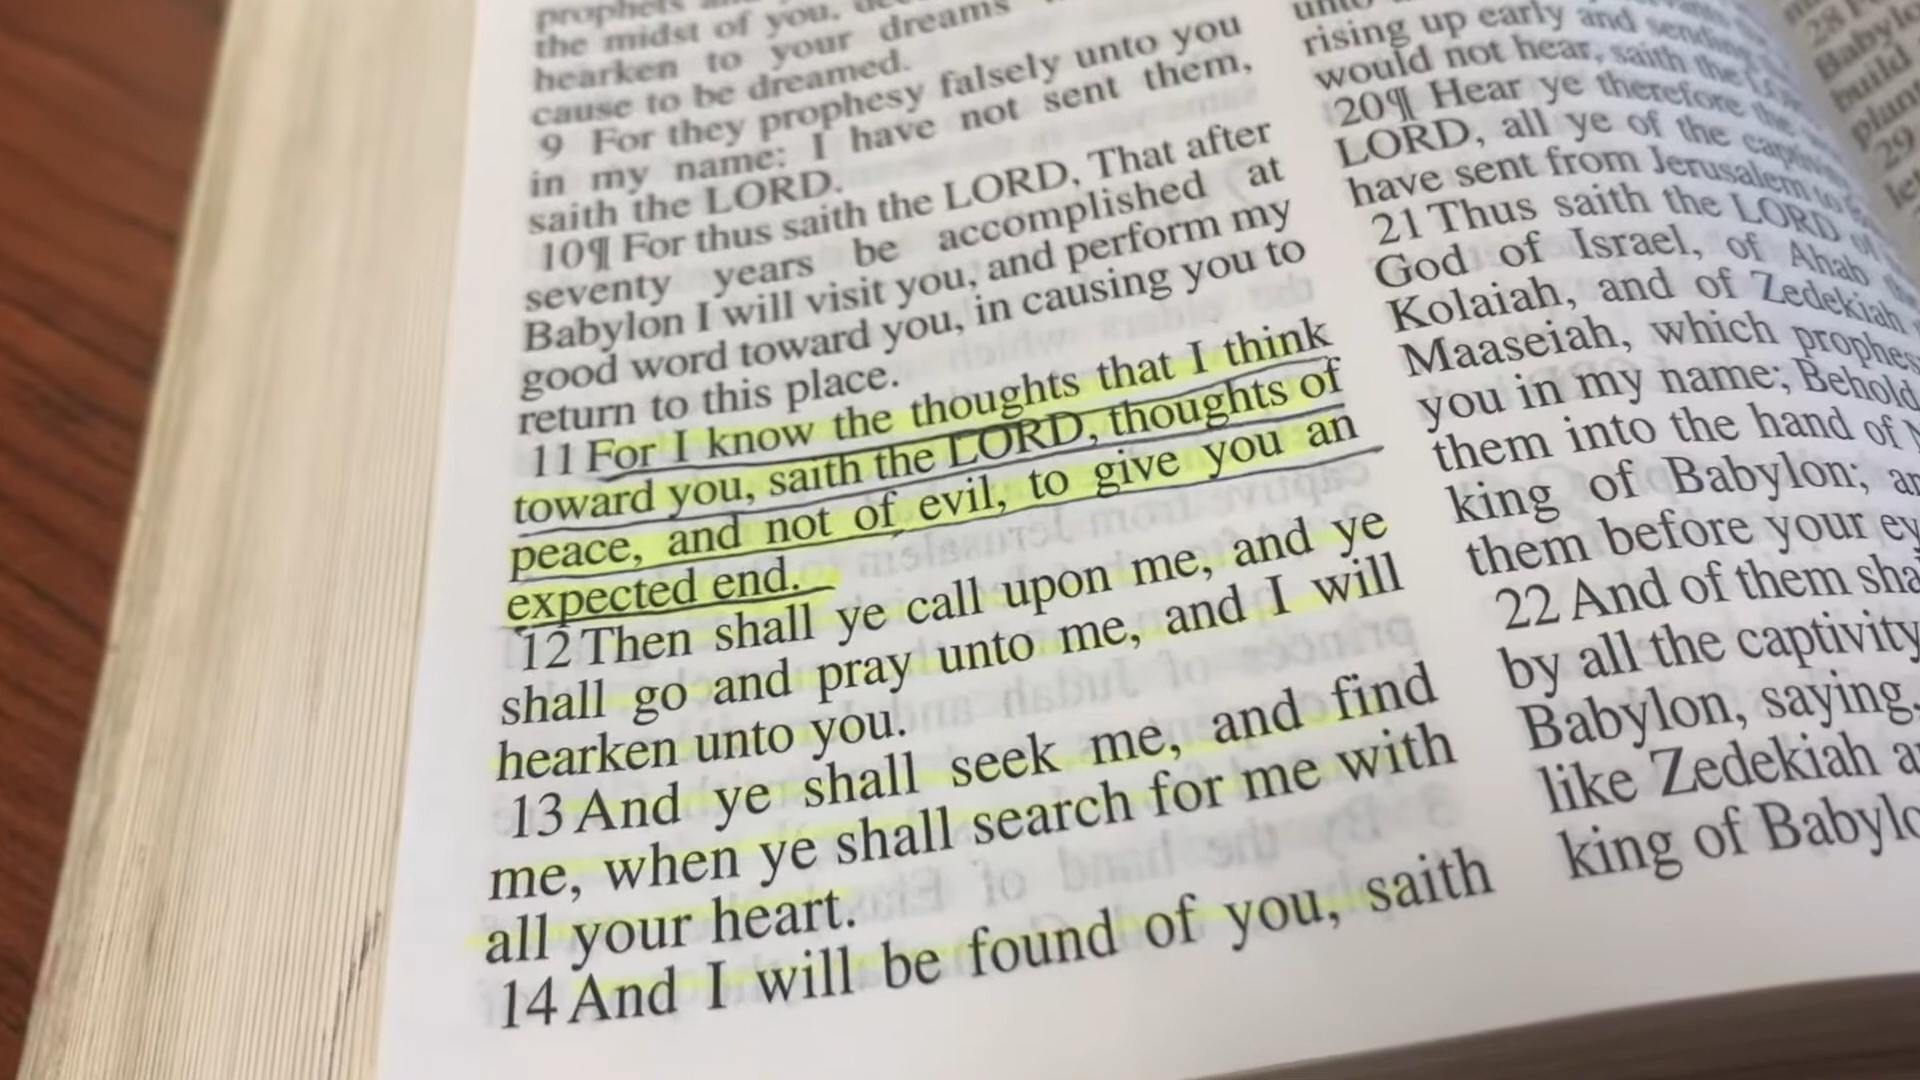 prophets
the midst of you,
hearken to your dreams
cause to be dreamed.
9 For they prophesy falsely unto you
in my name: I have not sent them,
saith the LORD.
10¶ For thus saith the LORD, That after
seventy years be accomplished at
Babylon I will visit you, and perform my
good word toward you, in causing you to
return to this place.
11 For I know the thoughts that I think
toward you, saith the LORD, thoughts of
peace, and not of evil, to give you an
expected end.
12 Then shall ye call upon me, and ye
shall go and pray unto me, and I will
hearken unto you.
13 And ye shall seek me, and find
me, when ye shall search for me with
all your heart.
14 And I will be found of you, saith
unto
rising up early and sending
would not hear, saith the
20¶ Hear ye therefore the
LORD, all ye of the
have sent from Jerusalem to
21 Thus saith the LORD of
God of Israel, of Ahab
Kolaiah, and of Zedekiah
Maaseiah, which
you in my name; Behold,
them into the hand of
king of Babylon;
them before your
22 And of them
by all the captivity
Babylon, saying,
like Zedekiah
king of
28
build
29